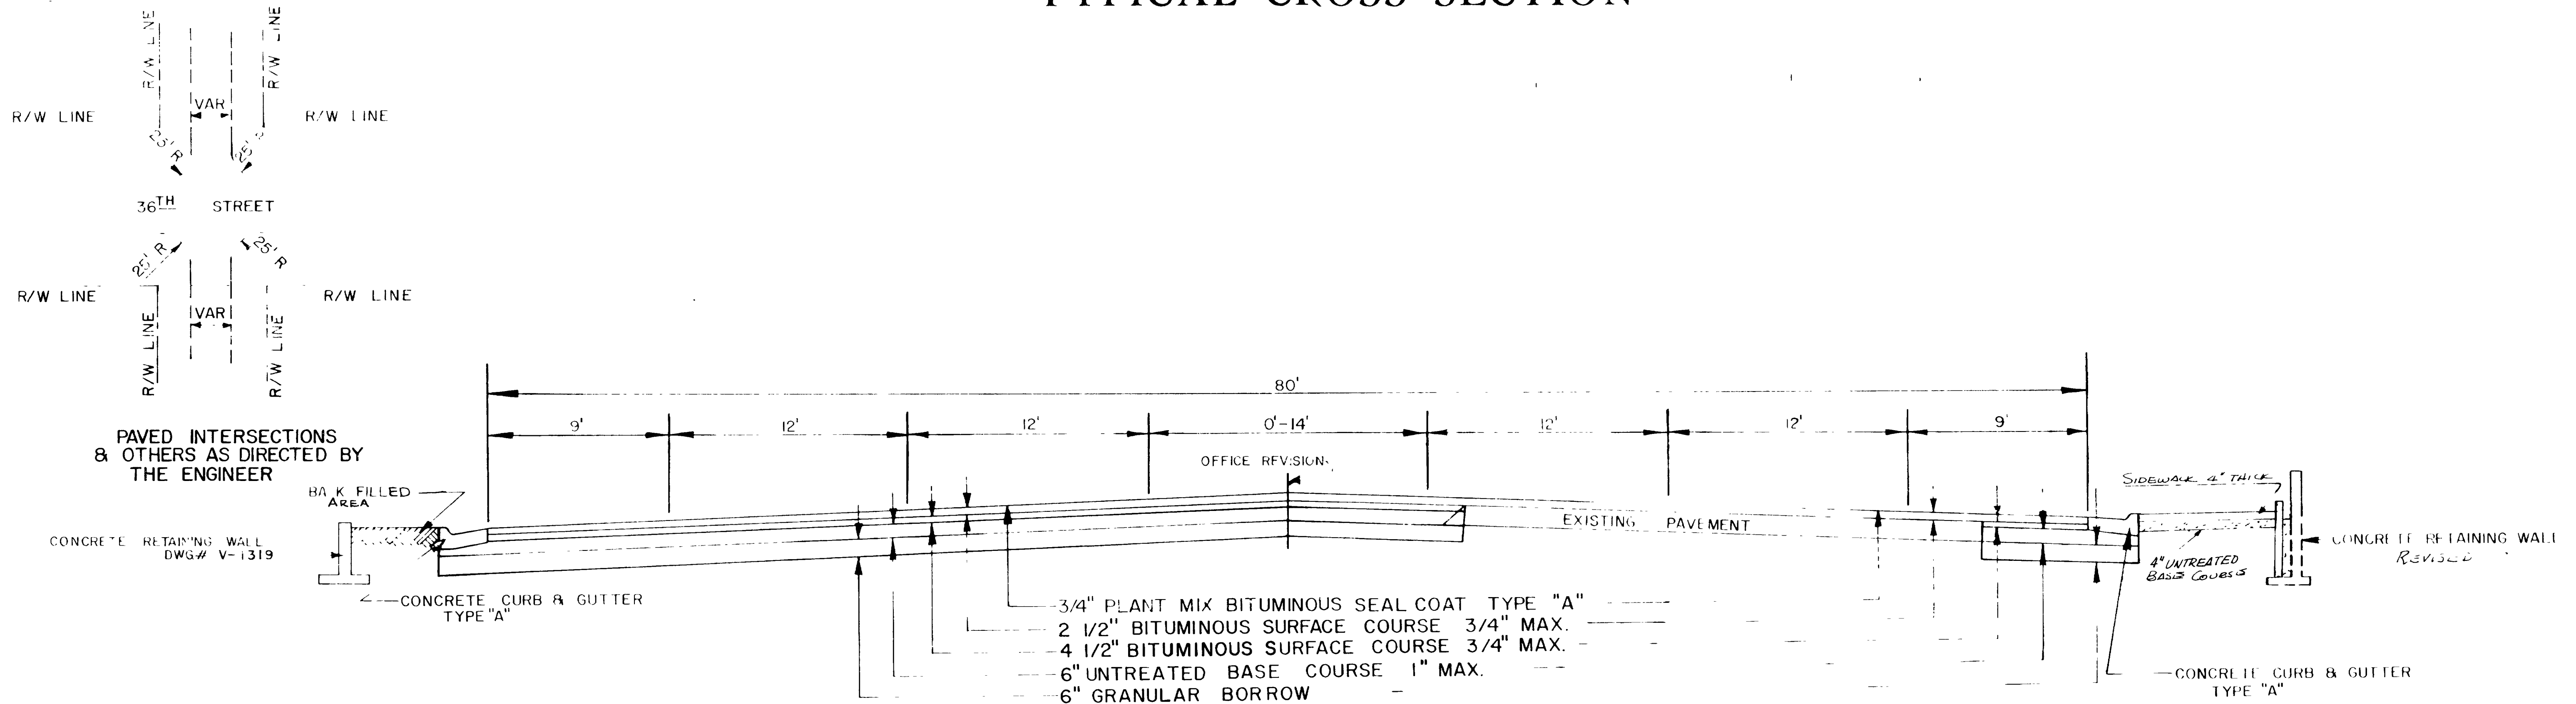 TYPICAL CROSS SECTION
R/W LINE
R/W LINE
R/W LINE
VAR
R/W LINE
25' R
25' R
36TH STREET
25' R
25' R
R/W LINE
R/W LINE
VAR
R/W LINE
R/W LINE
PAVED INTERSECTIONS
& OTHERS AS DIRECTED BY
THE ENGINEER
80'
9'
12'
12'
0'-14'
12'
12'
9'
OFFICE REVISION
BACK FILLED
AREA
CONCRETE RETAINING WALL
DWG# V-1319
CONCRETE CURB & GUTTER
TYPE "A"
EXISTING PAVEMENT
SIDEWALK 4" THICK
4" UNTREATED
BASE COURSE
CONCRETE RETAINING WALL
REVISED
3/4" PLANT MIX BITUMINOUS SEAL COAT TYPE "A"
2 1/2" BITUMINOUS SURFACE COURSE 3/4" MAX.
4 1/2" BITUMINOUS SURFACE COURSE 3/4" MAX.
6" UNTREATED BASE COURSE 1" MAX.
6" GRANULAR BORROW
CONCRETE CURB & GUTTER
TYPE "A"